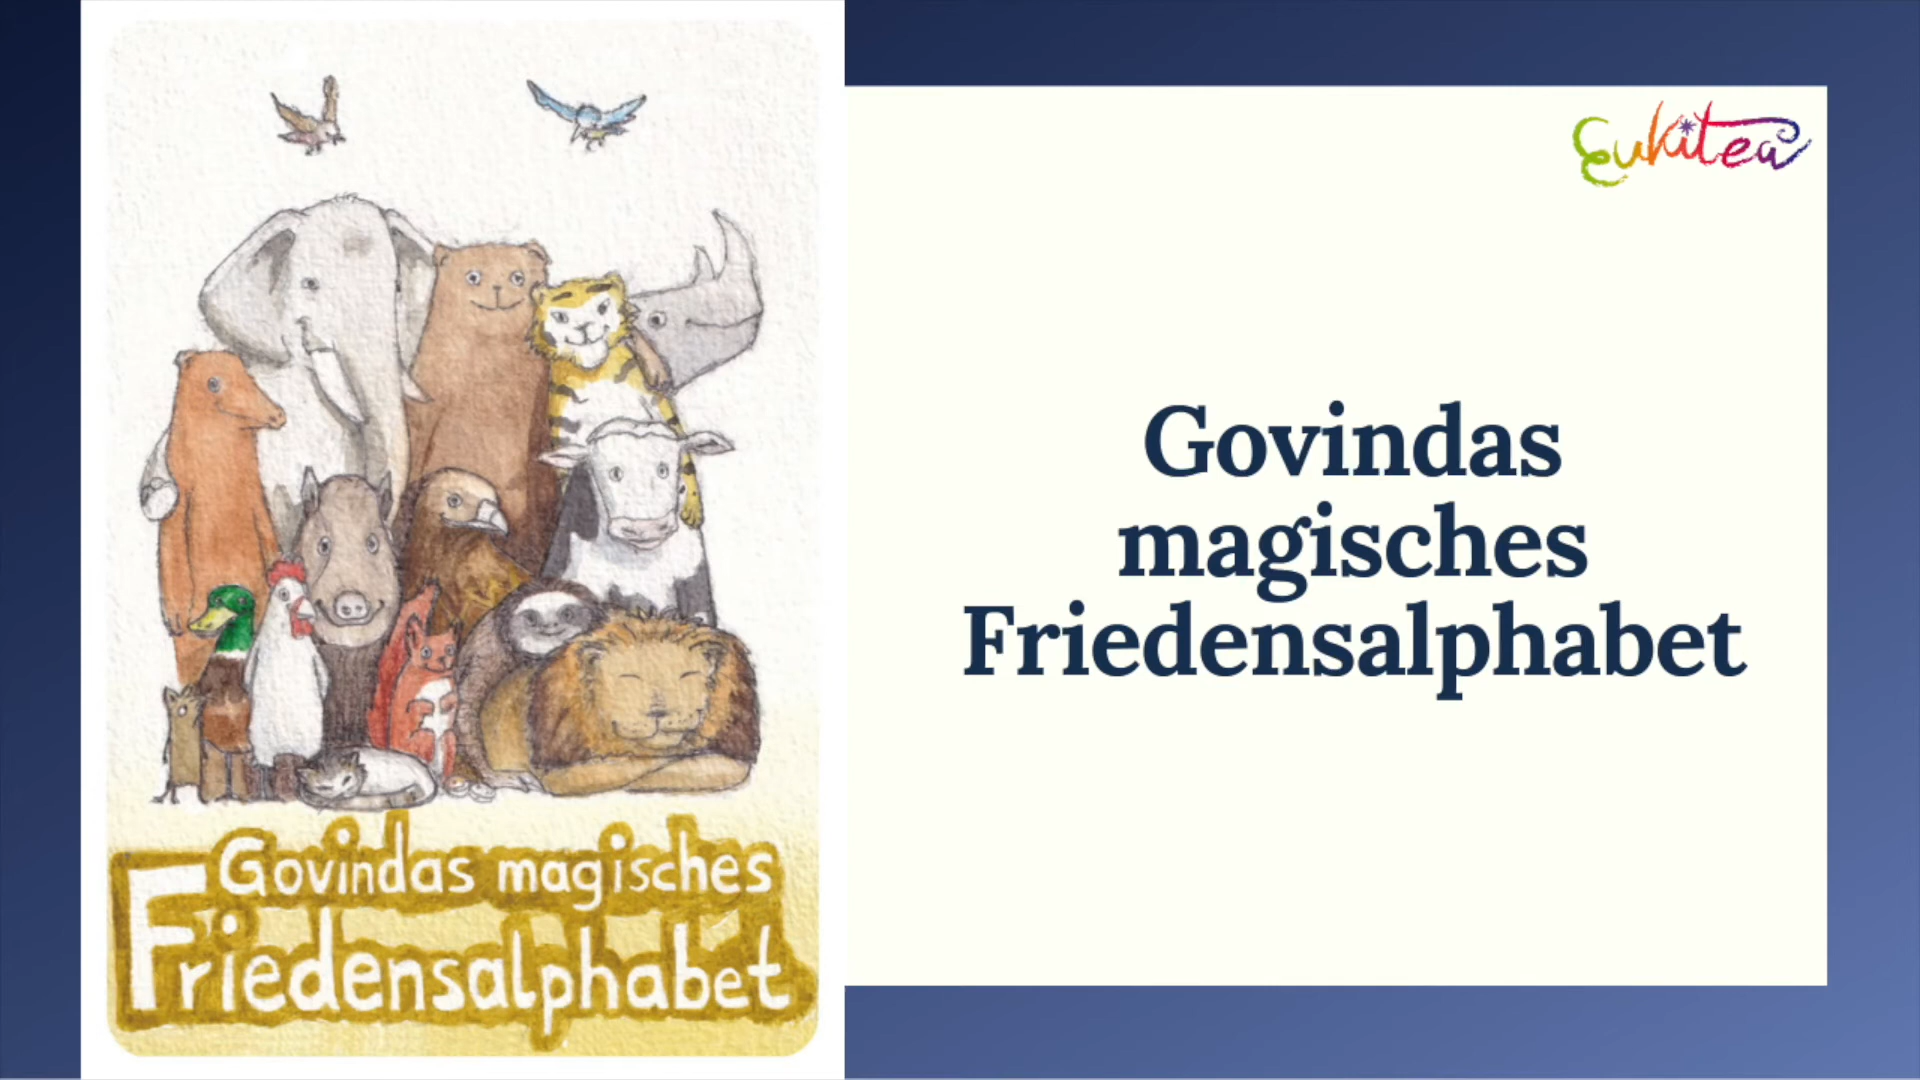 Govindas magisches
Friedensalphabet
Eukitea
Govindas
magisches
Friedensalphabet